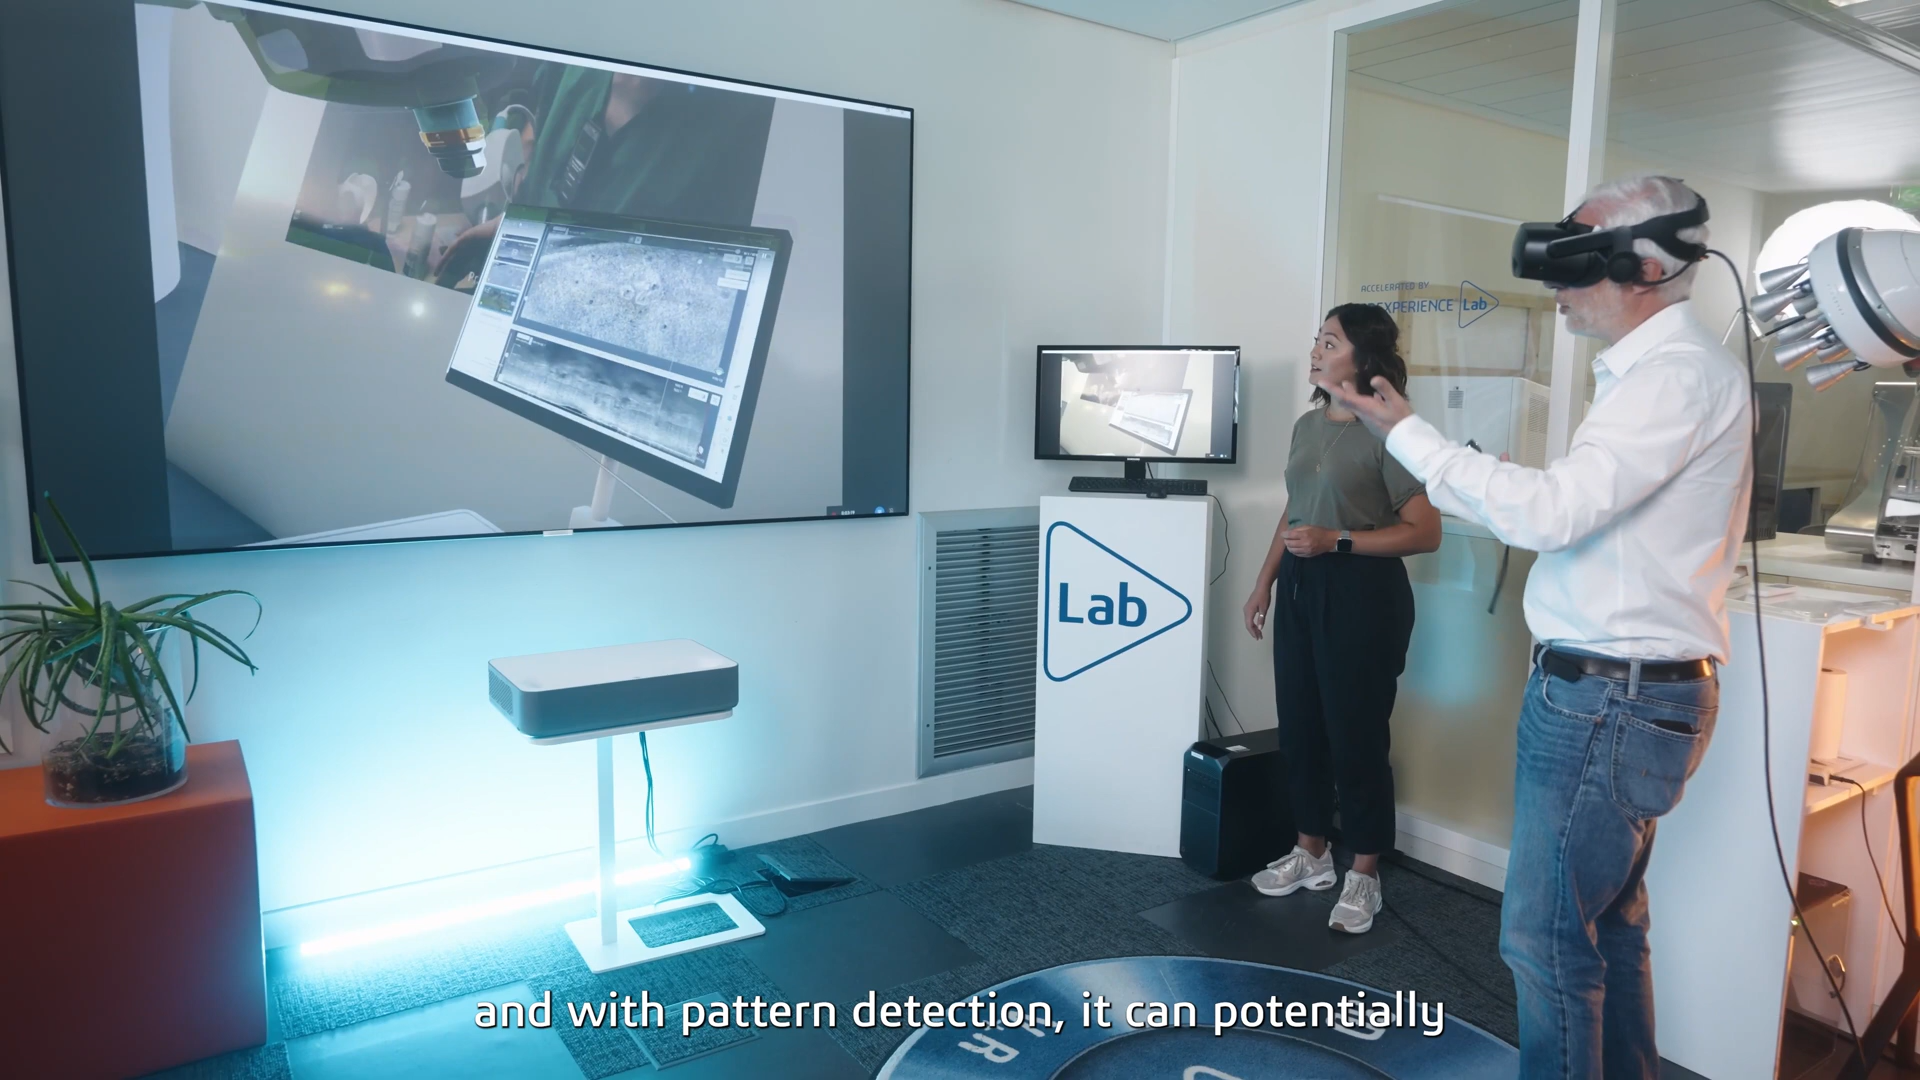 ACCELERATED BY
EXPERIENCE Lab
Lab
and with pattern detection, it can potentially